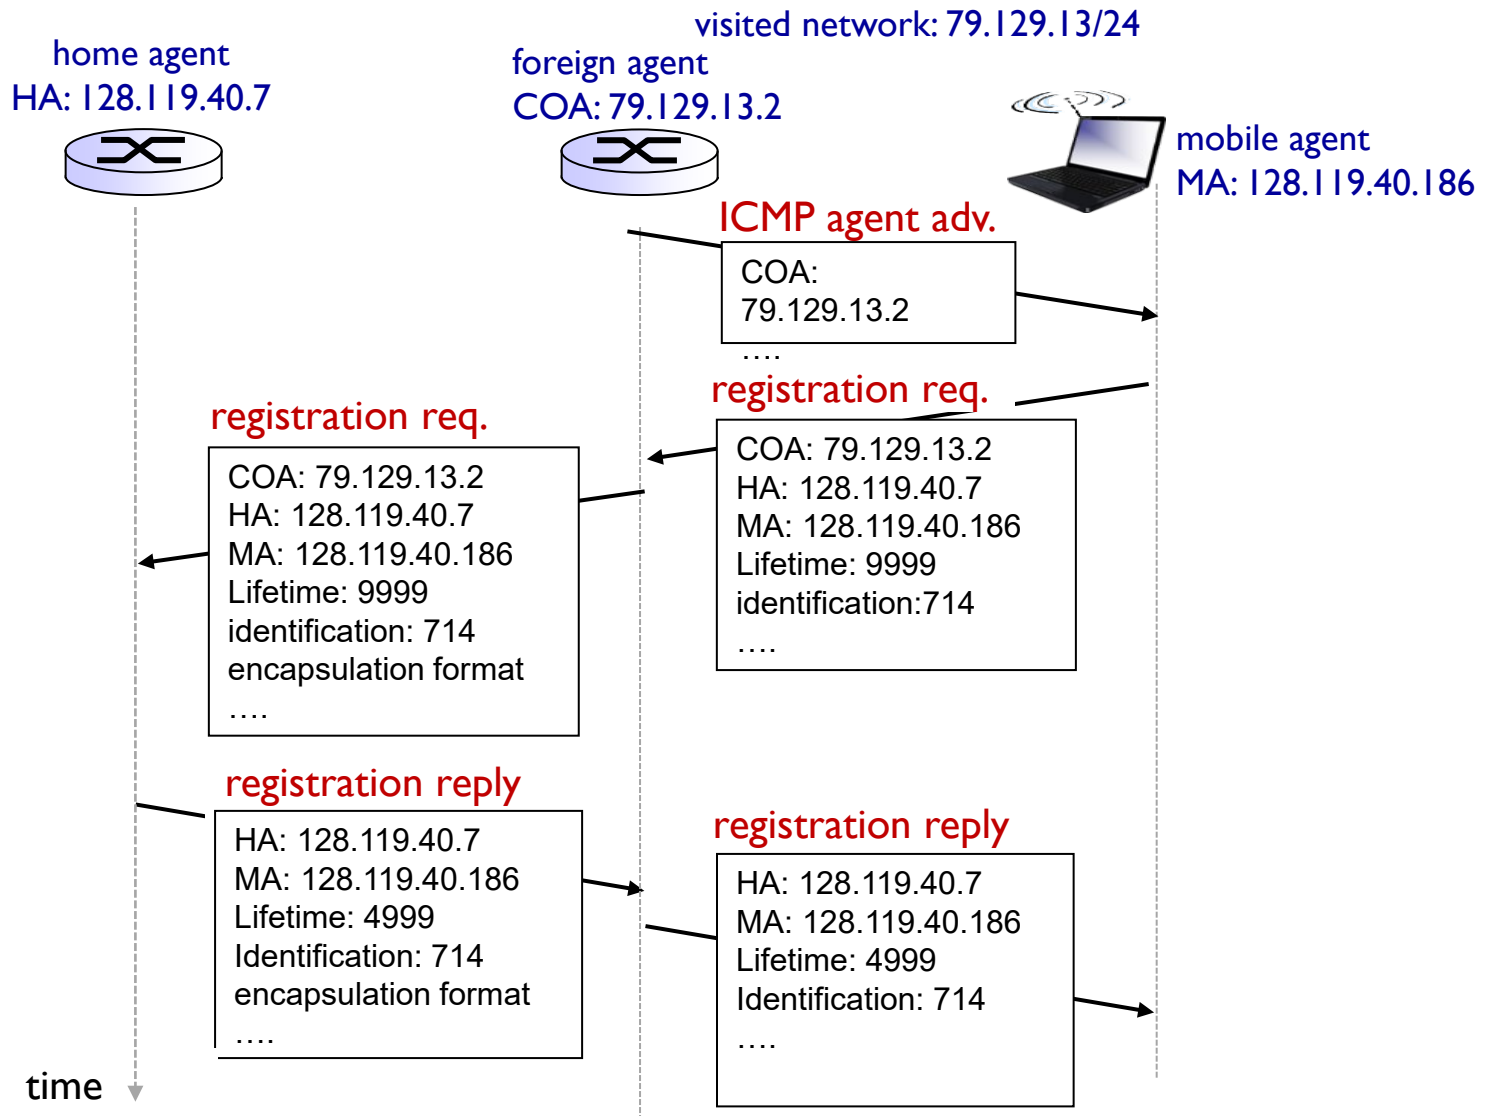 visited network: 79.129.13/24
home agent
HA: 128.119.40.7
foreign agent
COA: 79.129.13.2
mobile agent
MA: 128.119.40.186
ICMP agent adv.
COA:
79.129.13.2
....
registration req.
COA: 79.129.13.2
HA: 128.119.40.7
MA: 128.119.40.186
Lifetime: 9999
identification:714
....
registration req.
COA: 79.129.13.2
HA: 128.119.40.7
MA: 128.119.40.186
Lifetime: 9999
identification: 714
encapsulation format
....
registration reply
HA: 128.119.40.7
MA: 128.119.40.186
Lifetime: 4999
Identification: 714
encapsulation format
....
registration reply
HA: 128.119.40.7
MA: 128.119.40.186
Lifetime: 4999
Identification: 714
....
time